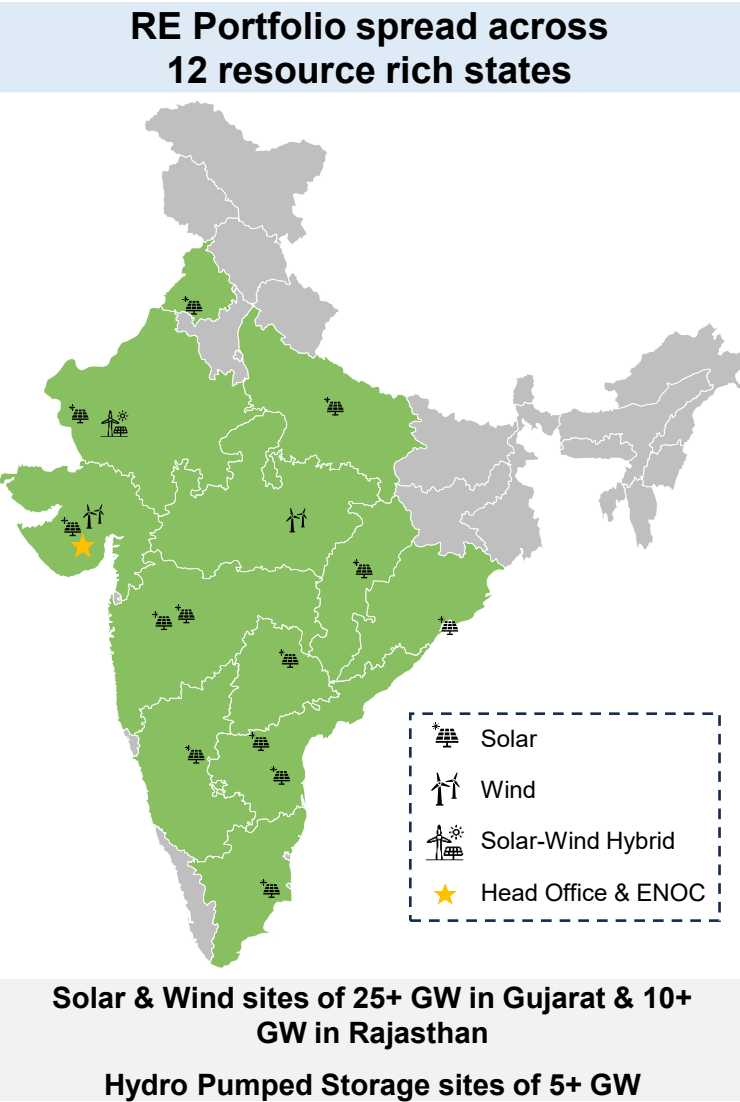 RE Portfolio spread across
12 resource rich states
Solar
Wind
Solar-Wind Hybrid
Head Office & ENOC
Solar & Wind sites of 25+ GW in Gujarat & 10+
GW in Rajasthan
Hydro Pumped Storage sites of 5+ GW